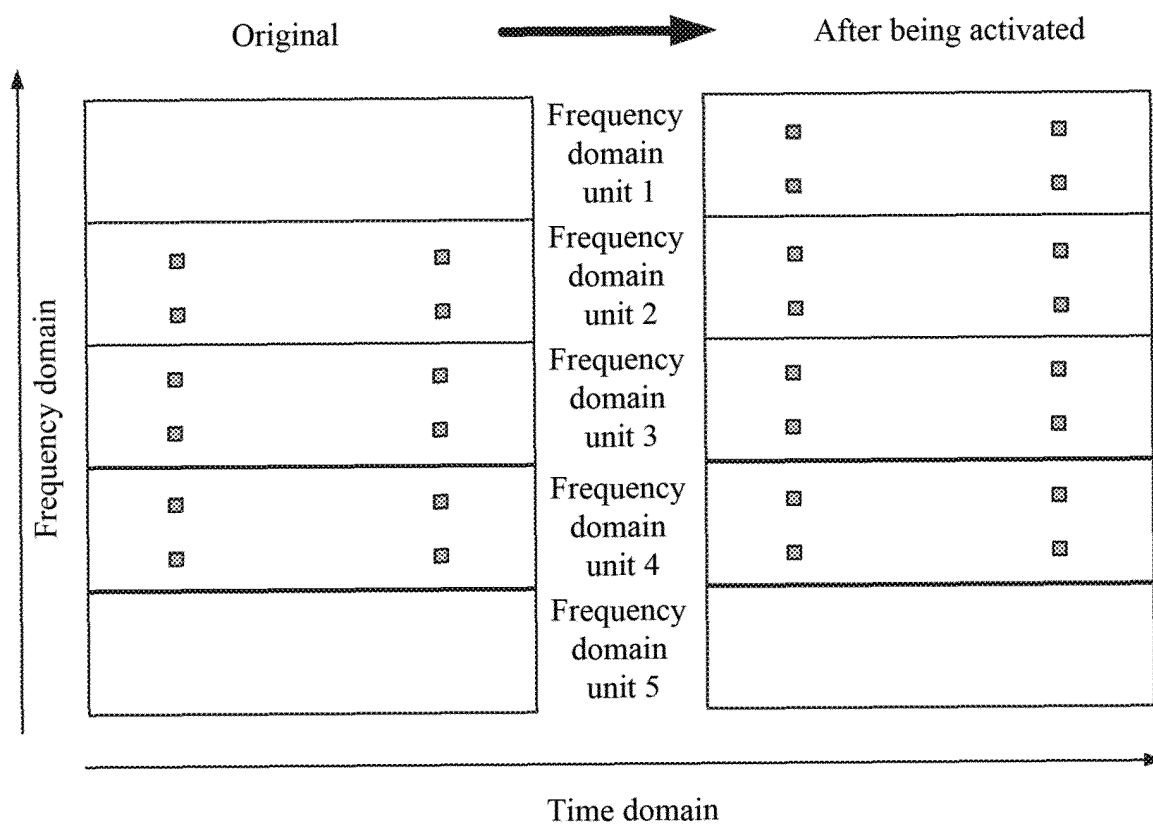 Original
After being activated
Frequency
domain
unit 1
Frequency
domain
unit 2
Frequency
domain
unit 3
Frequency
domain
unit 4
Frequency
domain
unit 5
Frequency domain
Time domain